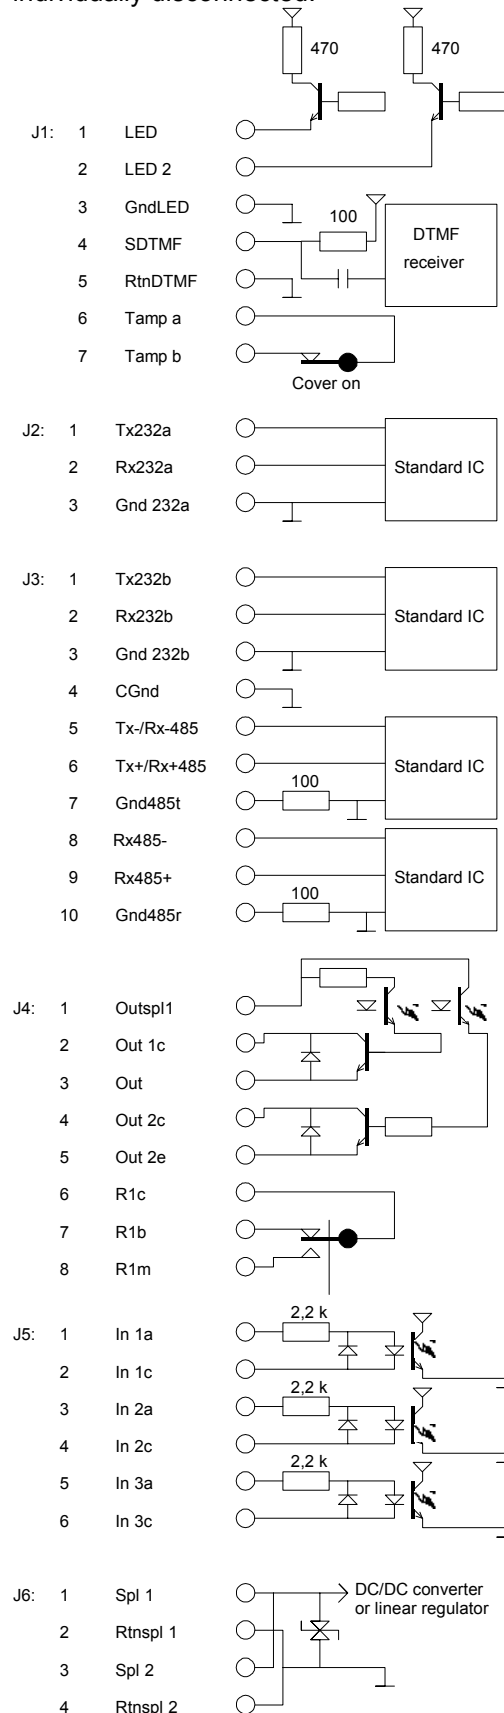 individually disconnected.
470 470
J1: 1 LED
2 LED 2
3 GndLED
100
4 SDTMF
DTMF
receiver
5 RtnDTMF
6 Tamp a
7 Tamp b
Cover on
J2: 1 Tx232a
2 Rx232a
Standard IC
3 Gnd 232a
J3: 1 Tx232b
2 Rx232b
Standard IC
3 Gnd 232b
4 CGnd
5 Tx-/Rx-485
6 Tx+/Rx+485
Standard IC
100
7 Gnd485t
8 Rx485-
9 Rx485+
Standard IC
100
10 Gnd485r
J4: 1 Outspl1
2 Out 1c
3 Out
4 Out 2c
5 Out 2e
6 R1c
7 R1b
8 R1m
2,2 k
J5: 1 In 1a
2 In 1c
2,2 k
3 In 2a
4 In 2c
2,2 k
5 In 3a
6 In 3c
J6: 1 Spl 1
DC/DC converter
or linear regulator
2 Rtnspl 1
3 Spl 2
4 Rtnspl 2